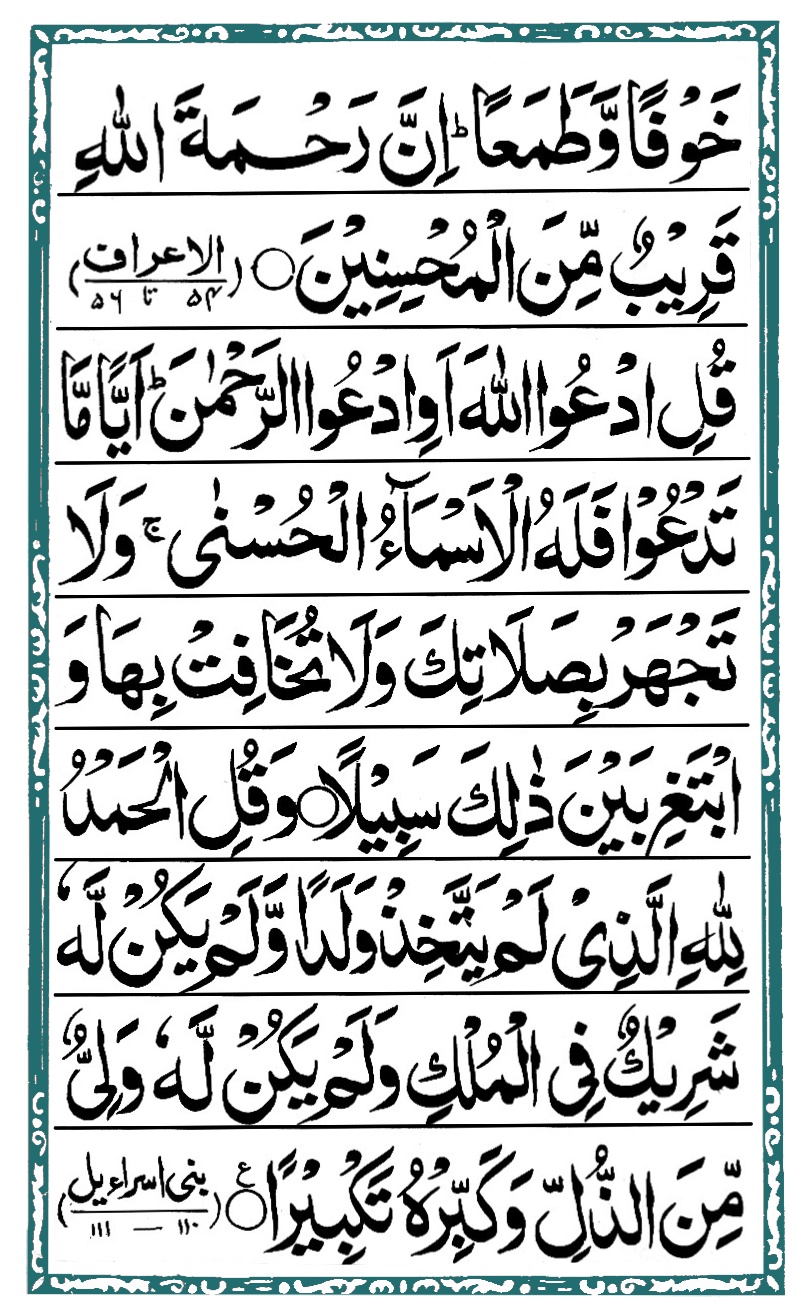 خَوْفًا وَّطَمَعًا ؕ اِنَّ رَحْمَةَ اللّٰهِ
قَرِيْبٌ مِّنَ الْمُحْسِنِيْنَ ○ (الاعراف ۵۴ تا ۵۶)
قُلِ ادْعُوا اللّٰهَ اَوِ ادْعُوا الرَّحْمٰنَ ؕ اَيًّا مَّا
تَدْعُوْا فَلَهُ الْاَسْمَآءُ الْحُسْنٰى ۚ وَلَا
تَجْهَرْ بِصَلَاتِكَ وَلَا تُخَافِتْ بِهَا وَ
ابْتَغِ بَيْنَ ذٰلِكَ سَبِيْلًا ○ وَقُلِ الْحَمْدُ
لِلّٰهِ الَّذِىْ لَمْ يَتَّخِذْ وَلَدًا وَّلَمْ يَكُنْ لَّهٗ
شَرِيْكٌ فِى الْمُلْكِ وَلَمْ يَكُنْ لَّهٗ وَلِىٌّ
مِّنَ الذُّلِّ وَكَبِّرْهُ تَكْبِيْرًا ○ ع (بنی اسراءیل ۱۱۰ — ۱۱۱)